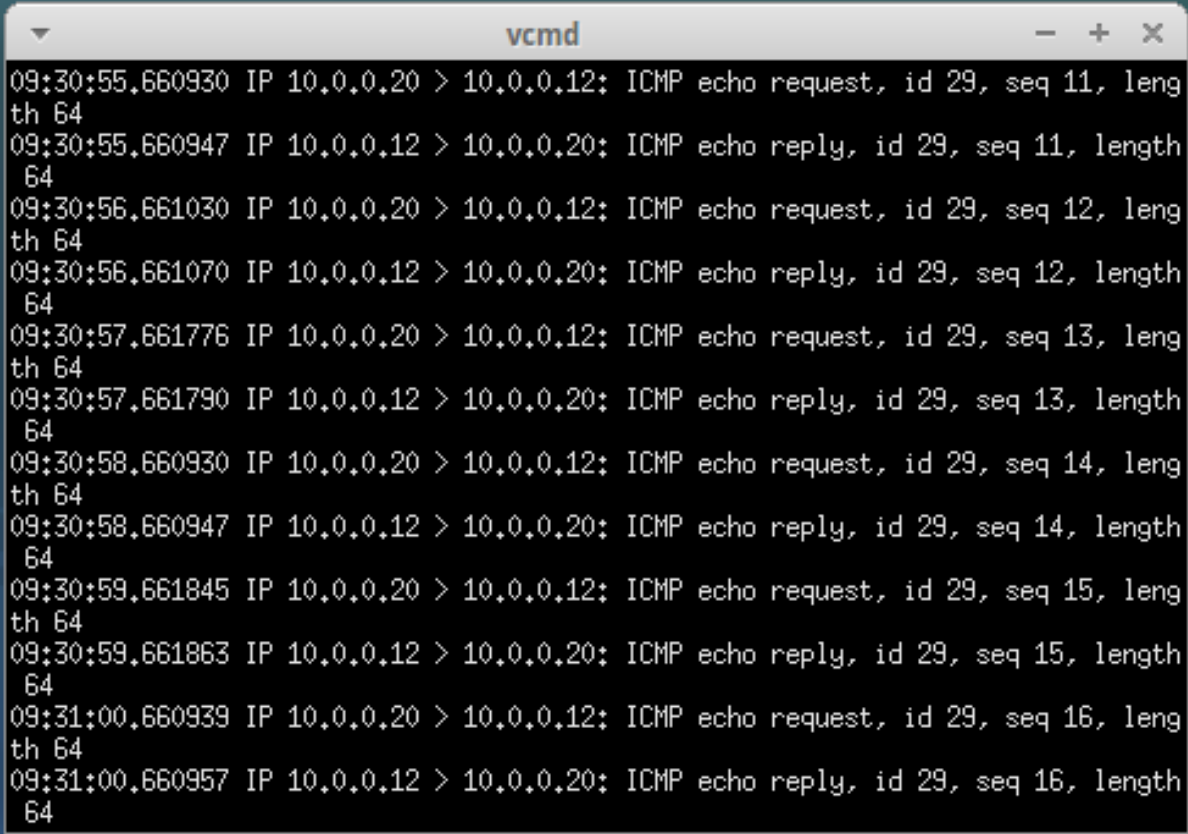 vcmd
09:30:55.660930 IP 10.0.0.20 > 10.0.0.12: ICMP echo request, id 29, seq 11, leng
th 64
09:30:55.660947 IP 10.0.0.12 > 10.0.0.20: ICMP echo reply, id 29, seq 11, length
 64
09:30:56.661030 IP 10.0.0.20 > 10.0.0.12: ICMP echo request, id 29, seq 12, leng
th 64
09:30:56.661070 IP 10.0.0.12 > 10.0.0.20: ICMP echo reply, id 29, seq 12, length
 64
09:30:57.661776 IP 10.0.0.20 > 10.0.0.12: ICMP echo request, id 29, seq 13, leng
th 64
09:30:57.661790 IP 10.0.0.12 > 10.0.0.20: ICMP echo reply, id 29, seq 13, length
 64
09:30:58.660930 IP 10.0.0.20 > 10.0.0.12: ICMP echo request, id 29, seq 14, leng
th 64
09:30:58.660947 IP 10.0.0.12 > 10.0.0.20: ICMP echo reply, id 29, seq 14, length
 64
09:30:59.661845 IP 10.0.0.20 > 10.0.0.12: ICMP echo request, id 29, seq 15, leng
th 64
09:30:59.661863 IP 10.0.0.12 > 10.0.0.20: ICMP echo reply, id 29, seq 15, length
 64
09:31:00.660939 IP 10.0.0.20 > 10.0.0.12: ICMP echo request, id 29, seq 16, leng
th 64
09:31:00.660957 IP 10.0.0.12 > 10.0.0.20: ICMP echo reply, id 29, seq 16, length
 64